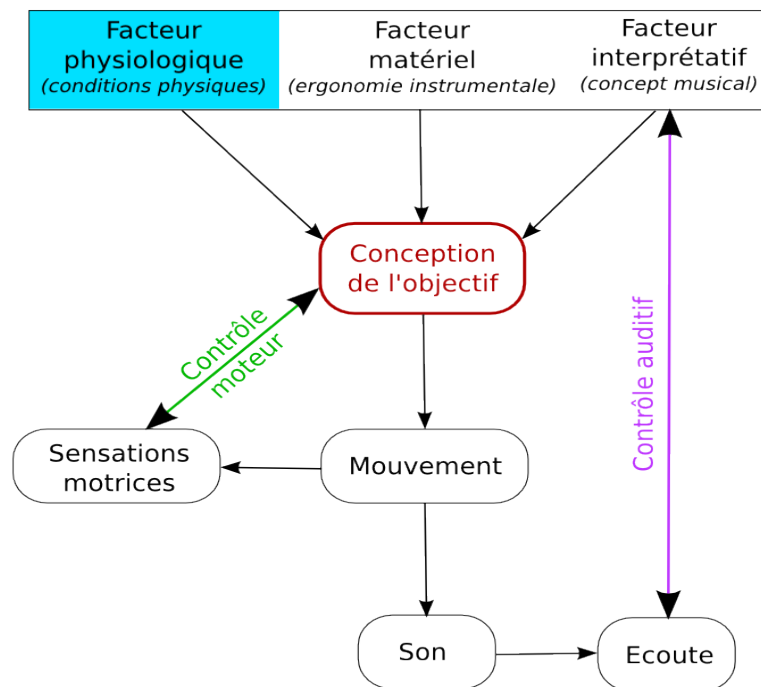 Facteur
physiologique
(conditions physiques)
Facteur
matériel
(ergonomie instrumentale)
Facteur
interprétatif
(concept musical)
Conception
de l'objectif
Contrôle
moteur
Contrôle auditif
Sensations
motrices
Mouvement
Son
Ecoute